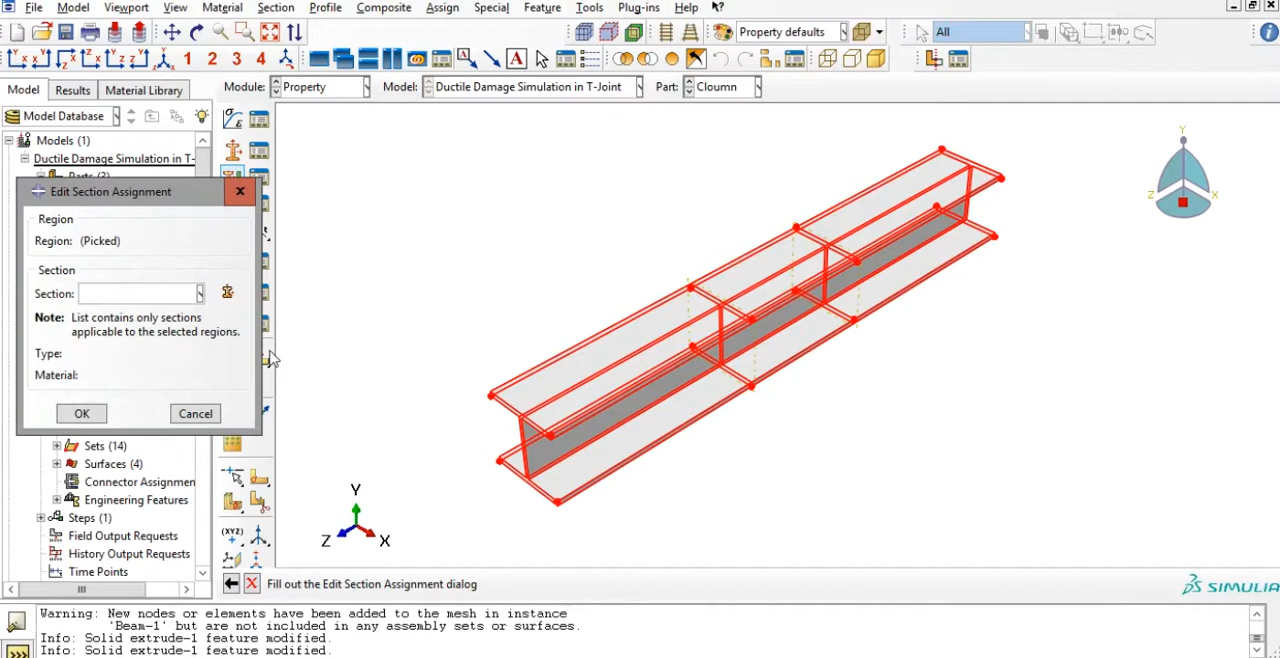 File Model Viewport View Material Section Profile Composite Assign Special Feature Tools Plug-ins Help
Property defaults All
1 2 3 4 A A
Model Results Material Library Module: Property Model: Ductile Damage Simulation in T-Joint Part: Cloumn
Model Database
Models (1)
Ductile Damage Simulation in T-
Edit Section Assignment
Region
Region: (Picked)
Section
Section:
Note: List contains only sections
applicable to the selected regions.
Type:
Material:
OK Cancel
Sets (14)
Surfaces (4)
Connector Assignmen
Engineering Features
Steps (1)
Field Output Requests
History Output Requests
Time Points
(XYZ)
Y
Z X
Y
Z X
Fill out the Edit Section Assignment dialog
SIMULIA
Warning: New nodes or elements have been added to the mesh in instance
'Beam-1' but are not included in any assembly sets or surfaces.
Info: Solid extrude-1 feature modified.
Info: Solid extrude-1 feature modified.
>>>